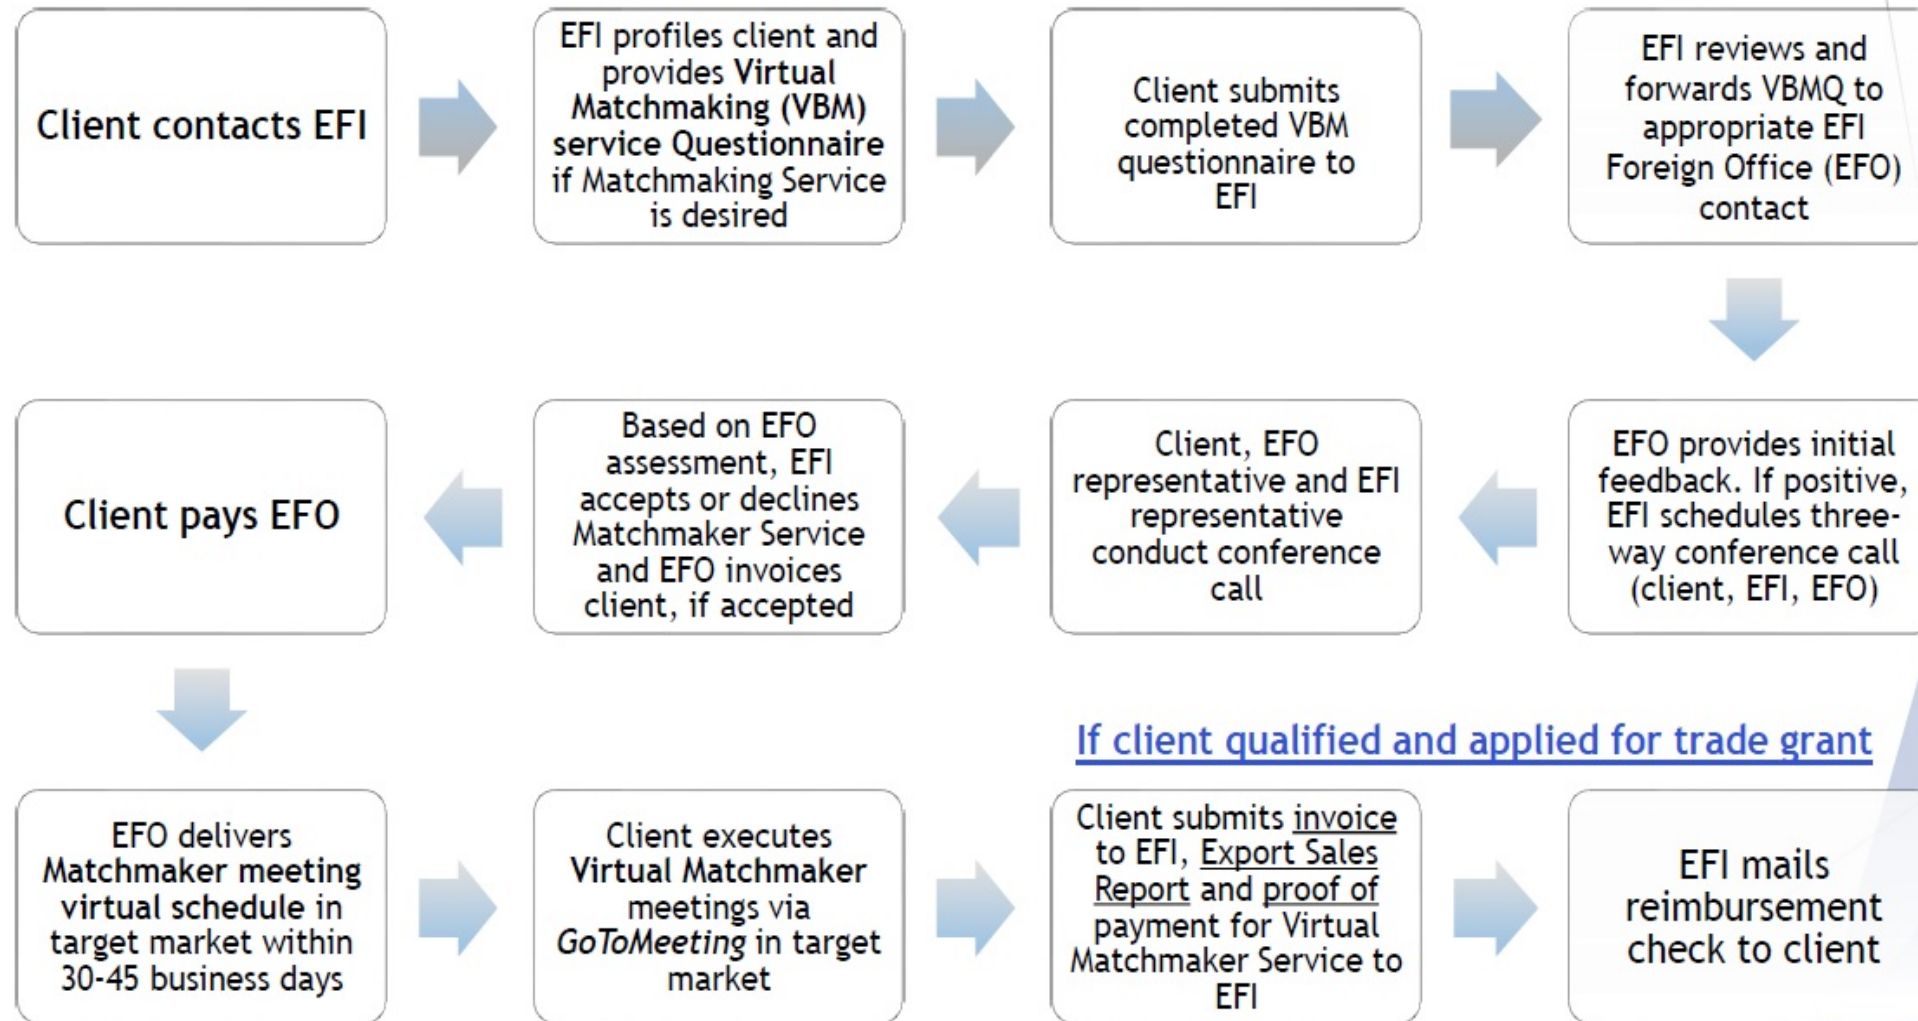 Client contacts EFI
EFI profiles client and
provides Virtual
Matchmaking (VBM)
service Questionnaire
if Matchmaking Service
is desired
Client submits
completed VBM
questionnaire to
EFI
EFI reviews and
forwards VBMQ to
appropriate EFI
Foreign Office (EFO)
contact
EFO provides initial
feedback. If positive,
EFI schedules three-
way conference call
(client, EFI, EFO)
Client, EFO
representative and EFI
representative
conduct conference
call
Based on EFO
assessment, EFI
accepts or declines
Matchmaker Service
and EFO invoices
client, if accepted
Client pays EFO
EFO delivers
Matchmaker meeting
virtual schedule in
target market within
30-45 business days
Client executes
Virtual Matchmaker
meetings via
GoToMeeting in target
market
If client qualified and applied for trade grant
Client submits invoice
to EFI, Export Sales
Report and proof of
payment for Virtual
Matchmaker Service to
EFI
EFI mails
reimbursement
check to client